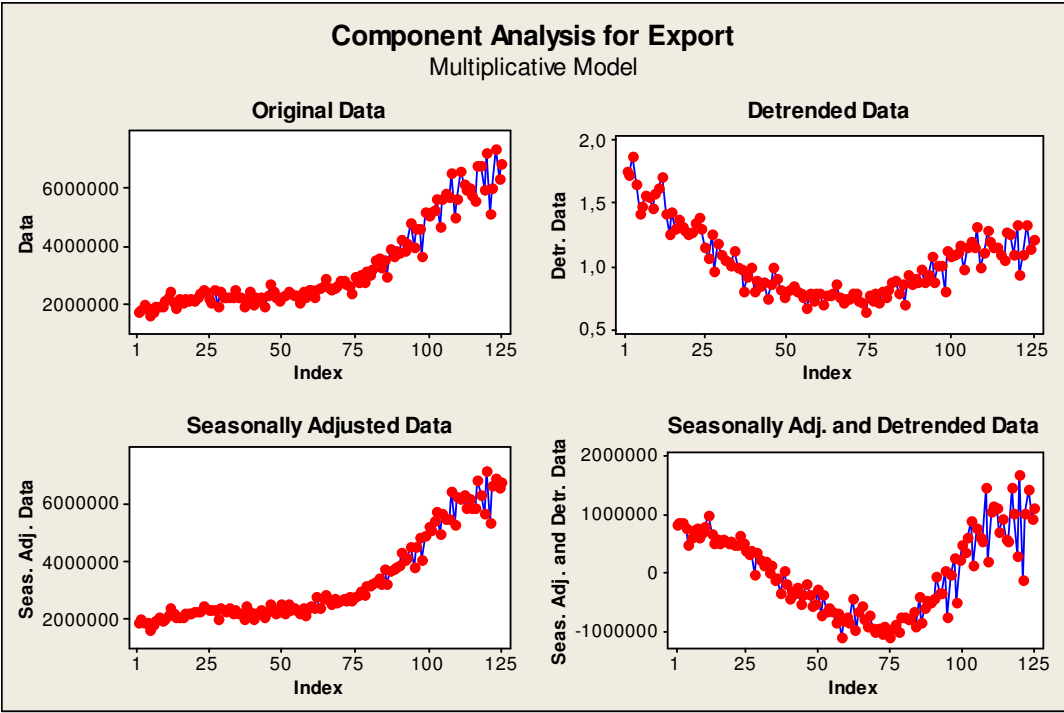 Component Analysis for Export
Multiplicative Model
Original Data
Data
6000000
4000000
2000000
1 25 50 75 100 125
Index
Detrended Data
Detr. Data
2,0
1,5
1,0
0,5
1 25 50 75 100 125
Index
Seasonally Adjusted Data
Seas. Adj. Data
6000000
4000000
2000000
1 25 50 75 100 125
Index
Seasonally Adj. and Detrended Data
Seas. Adj. and Detr. Data
2000000
1000000
0
-1000000
1 25 50 75 100 125
Index